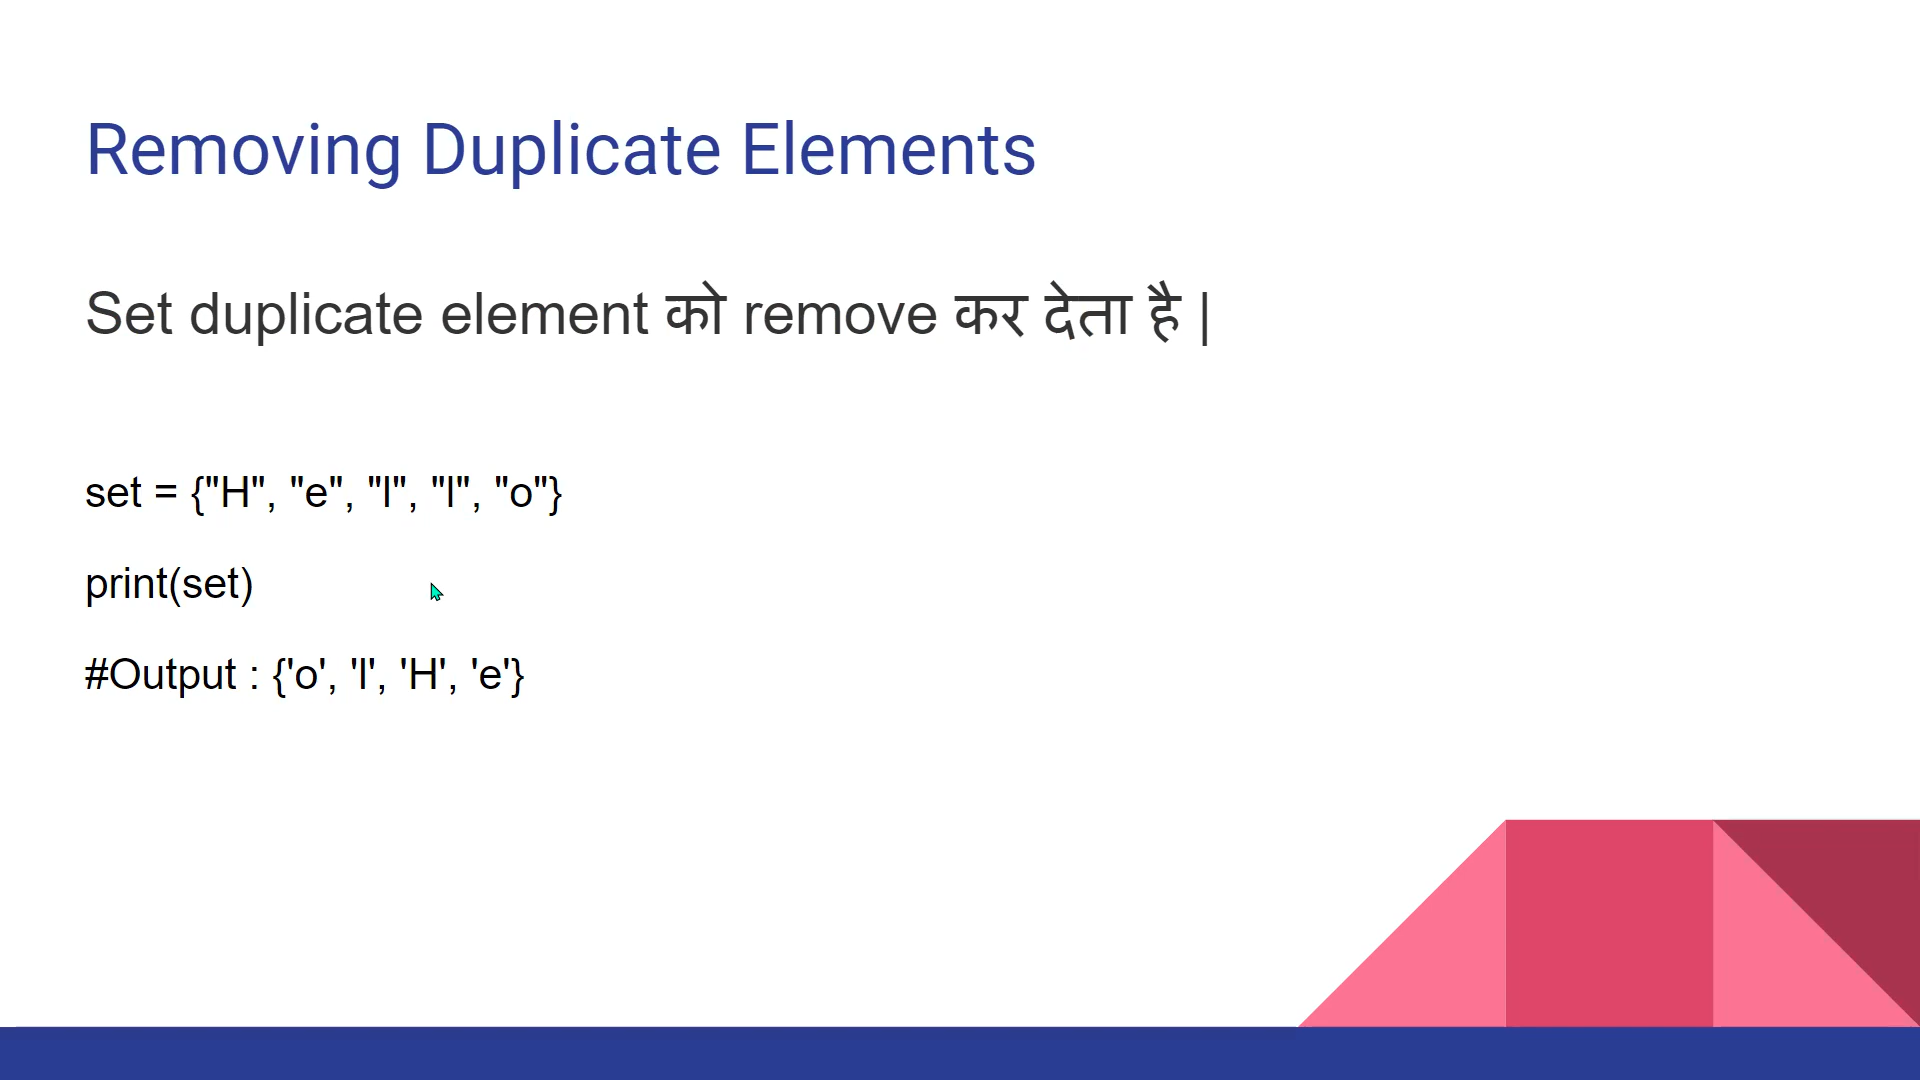 Removing Duplicate Elements
Set duplicate element को remove कर देता है |
set = {"H", "e", "l", "l", "o"}
print(set)
#Output : {'o', 'l', 'H', 'e'}